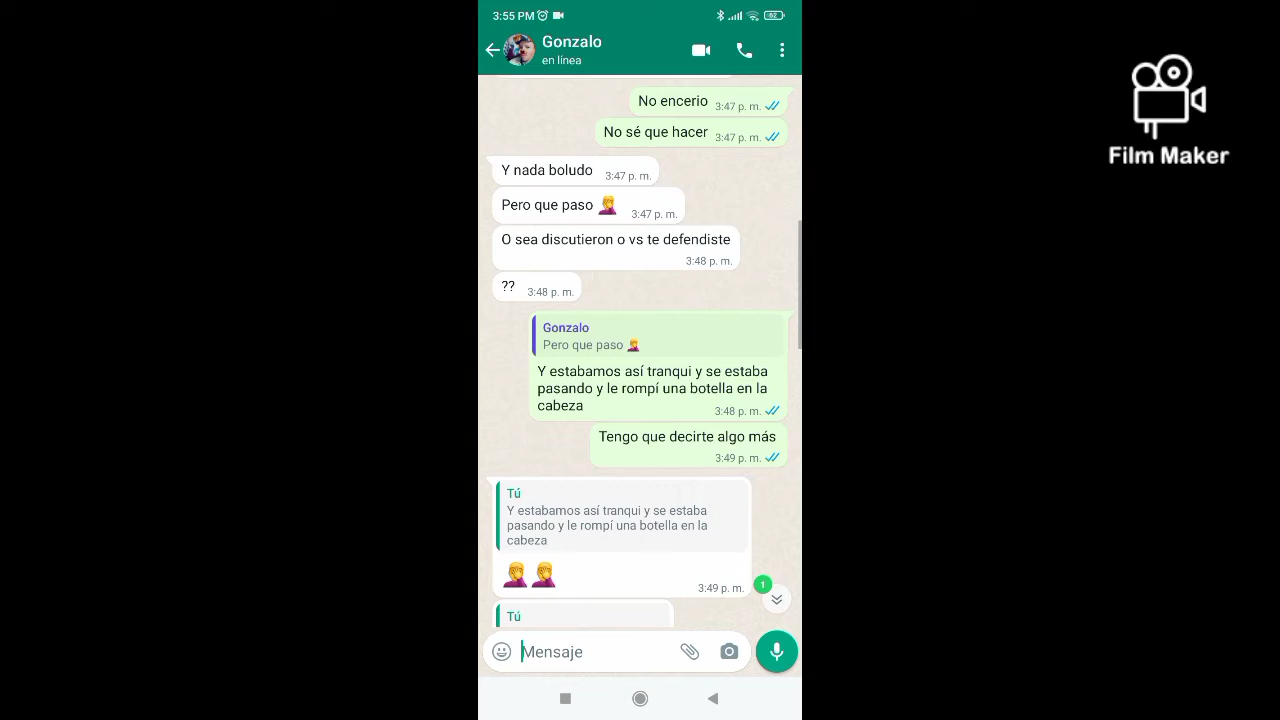 3:55 PM
62
Gonzalo
en línea
No encerio 3:47 p. m.
No sé que hacer 3:47 p. m.
Y nada boludo 3:47 p. m.
Pero que paso 🤦 3:47 p. m.
O sea discutieron o vs te defendiste
3:48 p. m.
?? 3:48 p. m.
Gonzalo
Pero que paso 🤦
Y estabamos así tranqui y se estaba
pasando y le rompí una botella en la
cabeza 3:48 p. m.
Tengo que decirte algo más
3:49 p. m.
Tú
Y estabamos así tranqui y se estaba
pasando y le rompí una botella en la
cabeza
🤦🤦 3:49 p. m.
1
Tú
Mensaje
Film Maker